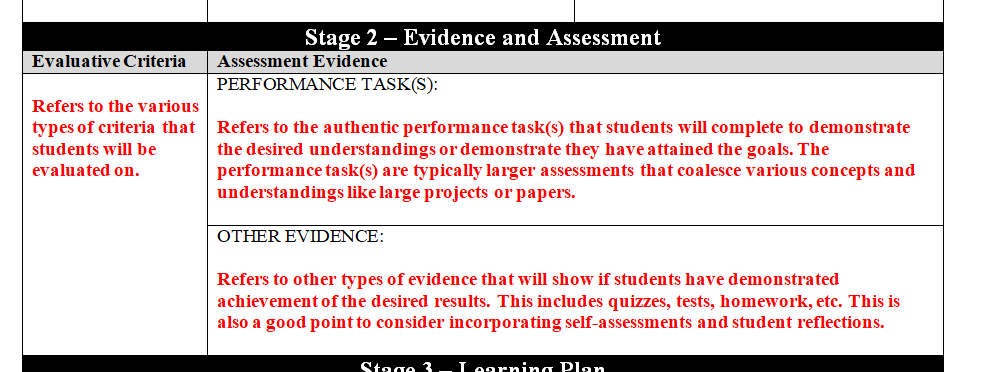 Stage 2 – Evidence and Assessment
Evaluative Criteria
Assessment Evidence
Refers to the various
types of criteria that
students will be
evaluated on.
PERFORMANCE TASK(S):
Refers to the authentic performance task(s) that students will complete to demonstrate
the desired understandings or demonstrate they have attained the goals. The
performance task(s) are typically larger assessments that coalesce various concepts and
understandings like large projects or papers.
OTHER EVIDENCE:
Refers to other types of evidence that will show if students have demonstrated
achievement of the desired results. This includes quizzes, tests, homework, etc. This is
also a good point to consider incorporating self-assessments and student reflections.
Stage 3 – Learning Plan